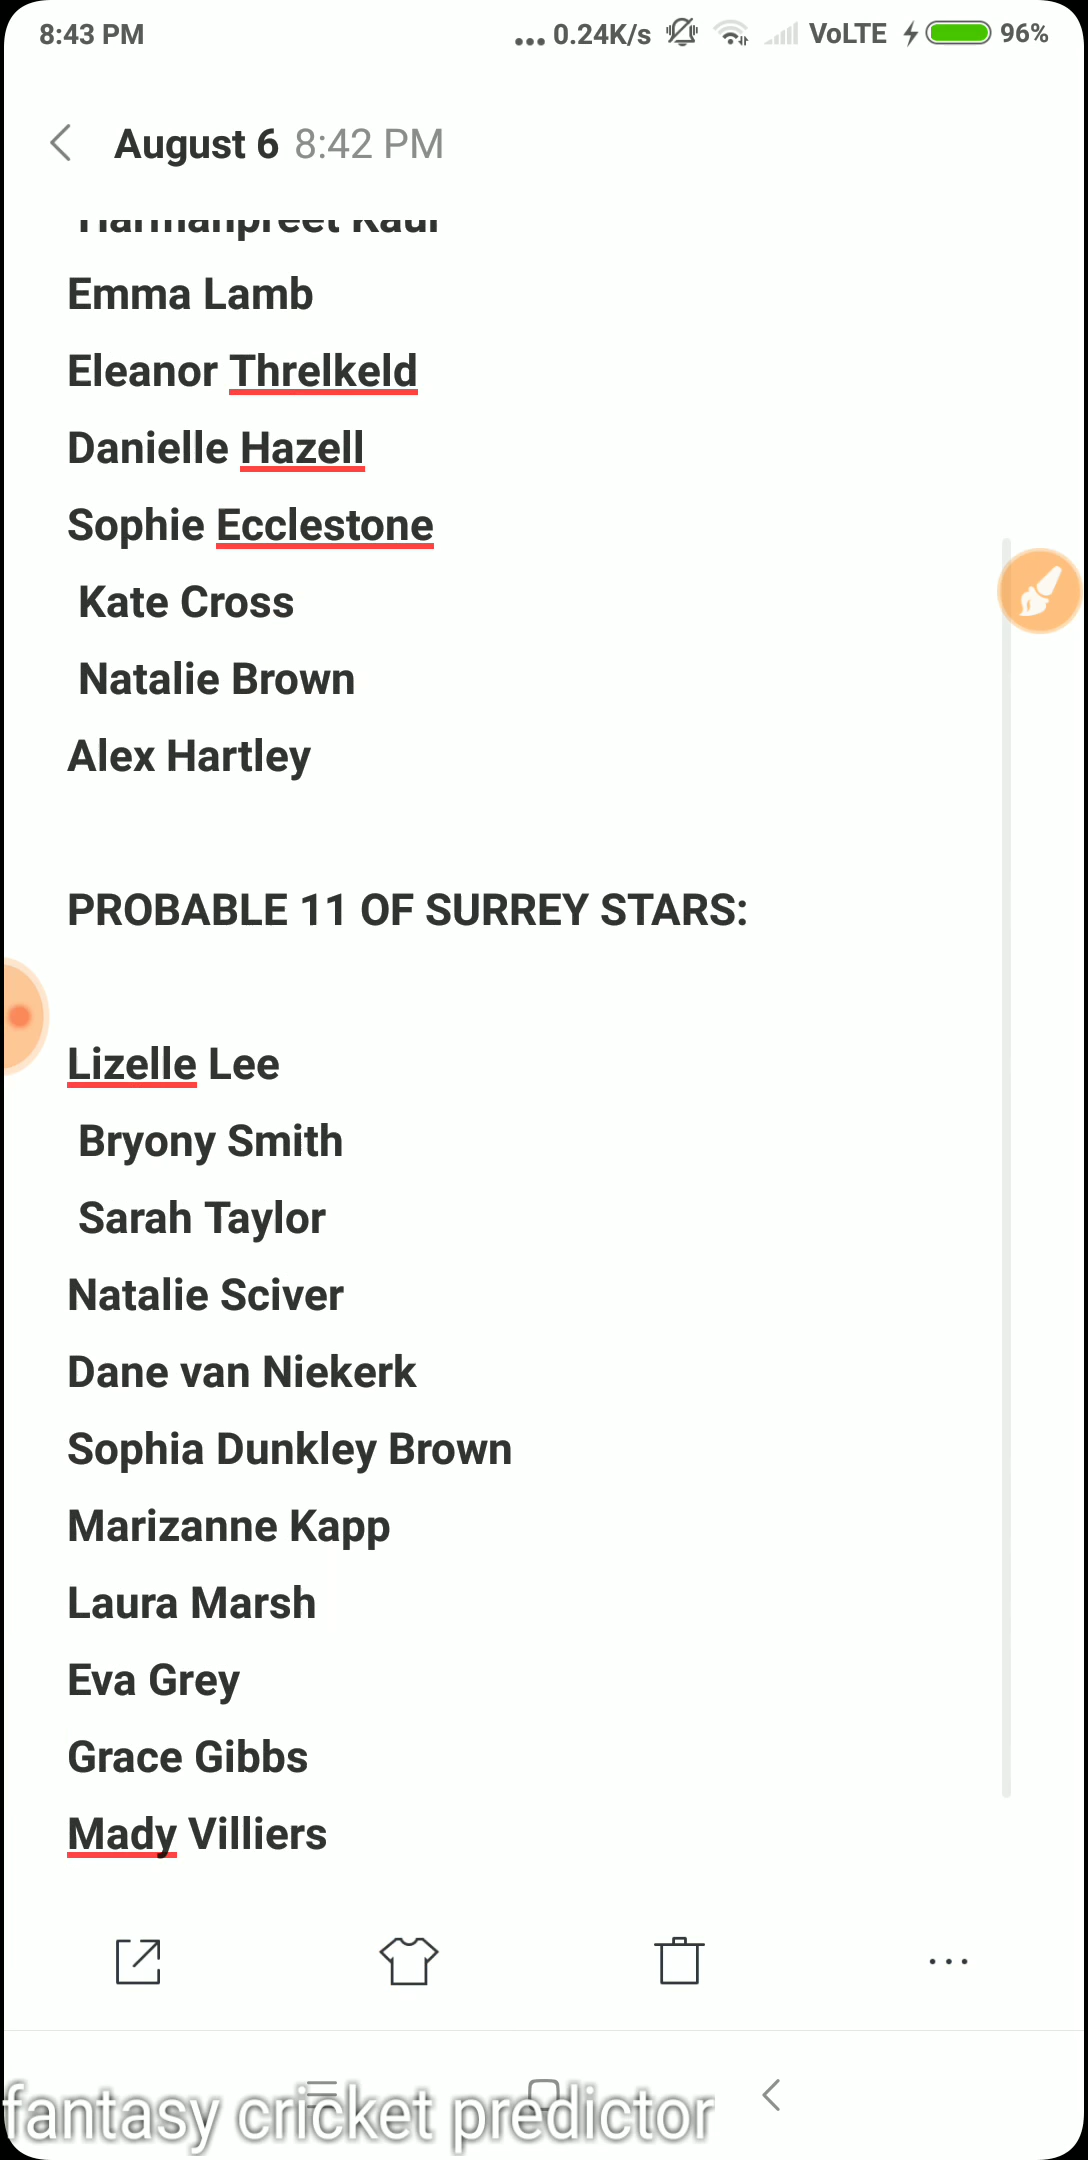 8:43 PM ... 0.24K/s VoLTE 96%
August 6 8:42 PM
Harmanpreet Kaur
Emma Lamb
Eleanor Threlkeld
Danielle Hazell
Sophie Ecclestone
Kate Cross
Natalie Brown
Alex Hartley
PROBABLE 11 OF SURREY STARS:
Lizelle Lee
Bryony Smith
Sarah Taylor
Natalie Sciver
Dane van Niekerk
Sophia Dunkley Brown
Marizanne Kapp
Laura Marsh
Eva Grey
Grace Gibbs
Mady Villiers
fantasy cricket predictor